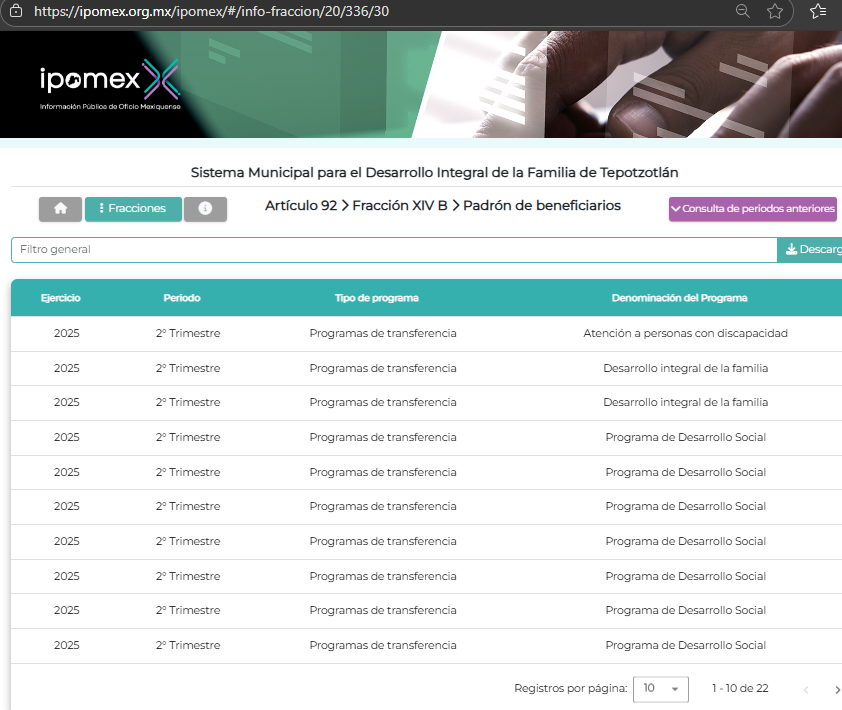 https://ipomex.org.mx/ipomex/#/info-fraccion/20/336/30
ipomex
Información Pública de Oficio Mexiquense
Sistema Municipal para el Desarrollo Integral de la Familia de Tepotzotlán
Fracciones
Artículo 92 > Fracción XIV B > Padrón de beneficiarios
Consulta de periodos anteriores
Filtro general
Descarg
Ejercicio Periodo Tipo de programa Denominación del Programa
2025 2° Trimestre Programas de transferencia Atención a personas con discapacidad
2025 2° Trimestre Programas de transferencia Desarrollo integral de la familia
2025 2° Trimestre Programas de transferencia Desarrollo integral de la familia
2025 2° Trimestre Programas de transferencia Programa de Desarrollo Social
2025 2° Trimestre Programas de transferencia Programa de Desarrollo Social
2025 2° Trimestre Programas de transferencia Programa de Desarrollo Social
2025 2° Trimestre Programas de transferencia Programa de Desarrollo Social
2025 2° Trimestre Programas de transferencia Programa de Desarrollo Social
2025 2° Trimestre Programas de transferencia Programa de Desarrollo Social
2025 2° Trimestre Programas de transferencia Programa de Desarrollo Social
Registros por página: 10 1 - 10 de 22